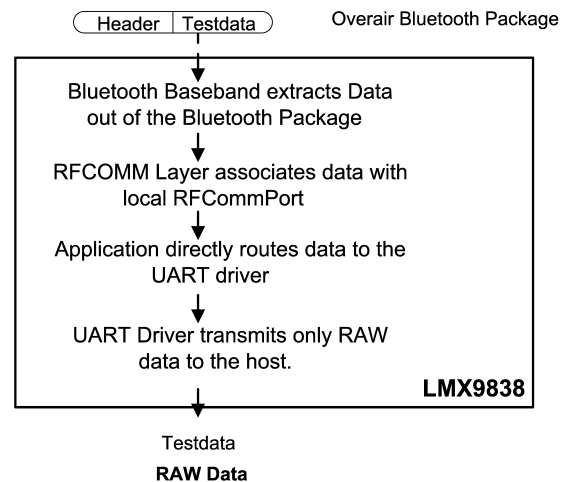 Header Testdata Overair Bluetooth Package
Bluetooth Baseband extracts Data
out of the Bluetooth Package
RFCOMM Layer associates data with
local RFCommPort
Application directly routes data to the
UART driver
UART Driver transmits only RAW
data to the host.
LMX9838
Testdata
RAW Data